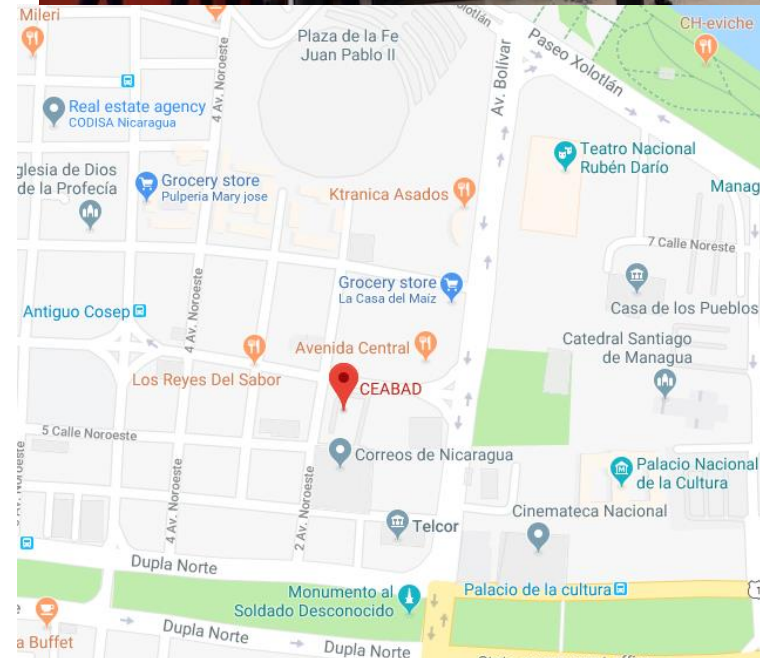 Mileri
Plaza de la Fe
Juan Pablo II
Xolotlán
CH-eviche
Paseo Xolotlán
Av. Bolívar
4 Av. Noroeste
Real estate agency
CODISA Nicaragua
Teatro Nacional
Rubén Darío
glesia de Dios
de la Profecía
Grocery store
Pulperia Mary jose
Ktranica Asados
Manag
7 Calle Noreste
4 Av. Noroeste
Grocery store
La Casa del Maíz
Casa de los Pueblos
Antiguo Cosep
Avenida Central
Catedral Santiago
de Managua
Los Reyes Del Sabor
CEABAD
5 Calle Noroeste
Correos de Nicaragua
Palacio Nacional
de la Cultura
4 Av. Noroeste
2 Av. Noroeste
Cinemateca Nacional
Telcor
Dupla Norte
Monumento al
Soldado Desconocido
Palacio de la cultura
a Buffet
Dupla Norte
Dupla Norte